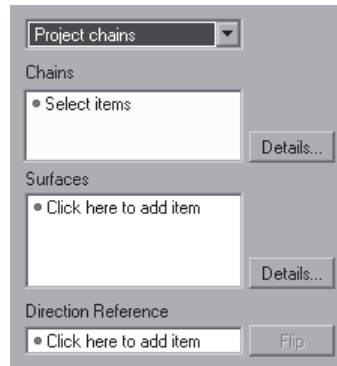 Project chains
Chains
Select items
Details...
Surfaces
Click here to add item
Details...
Direction Reference
Click here to add item
Flip